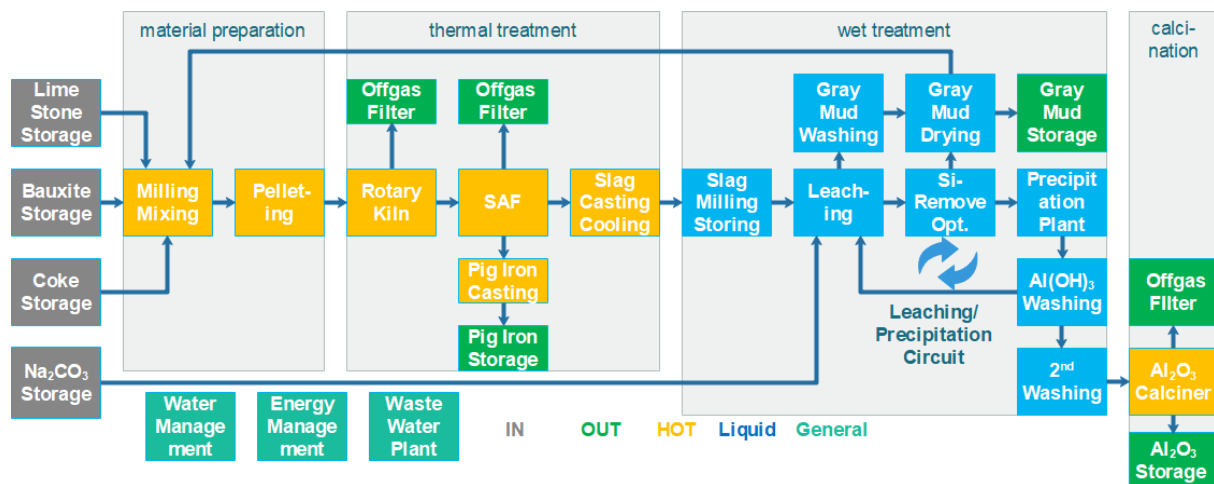 material preparation
thermal treatment
wet treatment
calci-
nation
Lime
Stone
Storage
Offgas
Filter
Offgas
Filter
Gray
Mud
Washing
Gray
Mud
Drying
Gray
Mud
Storage
Bauxite
Storage
Milling
Mixing
Pellet-
ing
Rotary
Kiln
SAF
Slag
Casting
Cooling
Slag
Milling
Storing
Leach-
ing
Si-
Remove
Opt.
Precipit
ation
Plant
Coke
Storage
Pig Iron
Casting
Al(OH)₃
Washing
Offgas
FIlter
Leaching/
Precipitation
Circuit
Pig Iron
Storage
Na₂CO₃
Storage
2nd
Washing
Al₂O₃
Calciner
Water
Manage
ment
Energy
Manage
ment
Waste
Water
Plant
IN
OUT
HOT
Liquid
General
Al₂O₃
Storage